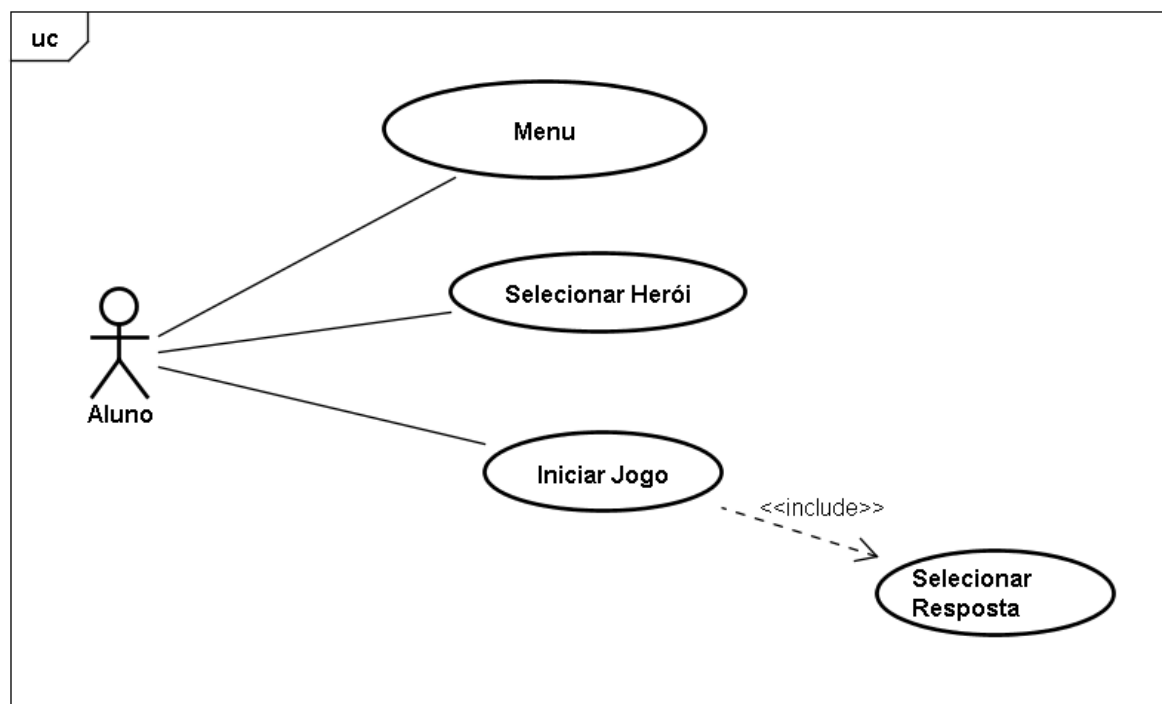 uc
Menu
Selecionar Herói
Aluno
Iniciar Jogo
<<include>>
Selecionar
Resposta